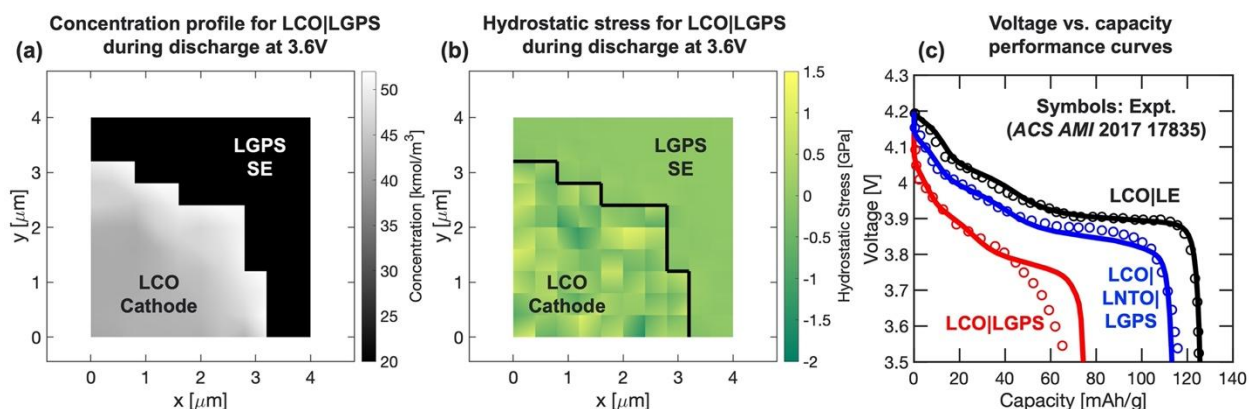 (a)
Concentration profile for LCO|LGPS
during discharge at 3.6V
4
3
2
1
0
y [μm]
LGPS
SE
LCO
Cathode
0 1 2 3 4
x [μm]
50
45
40
35
30
25
20
Concentration [kmol/m³]
(b)
Hydrostatic stress for LCO|LGPS
during discharge at 3.6V
4
3
2
1
0
y [μm]
LGPS
SE
LCO
Cathode
0 1 2 3 4
x [μm]
1.5
1
0.5
0
-0.5
-1
-1.5
-2
Hydrostatic Stress [GPa]
(c)
Voltage vs. capacity
performance curves
4.3
4.2
4.1
4
3.9
3.8
3.7
3.6
3.5
Voltage [V]
Symbols: Expt.
(ACS AMI 2017 17835)
LCO|LE
LCO|
LNTO|
LGPS
LCO|LGPS
0 20 40 60 80 100 120 140
Capacity [mAh/g]